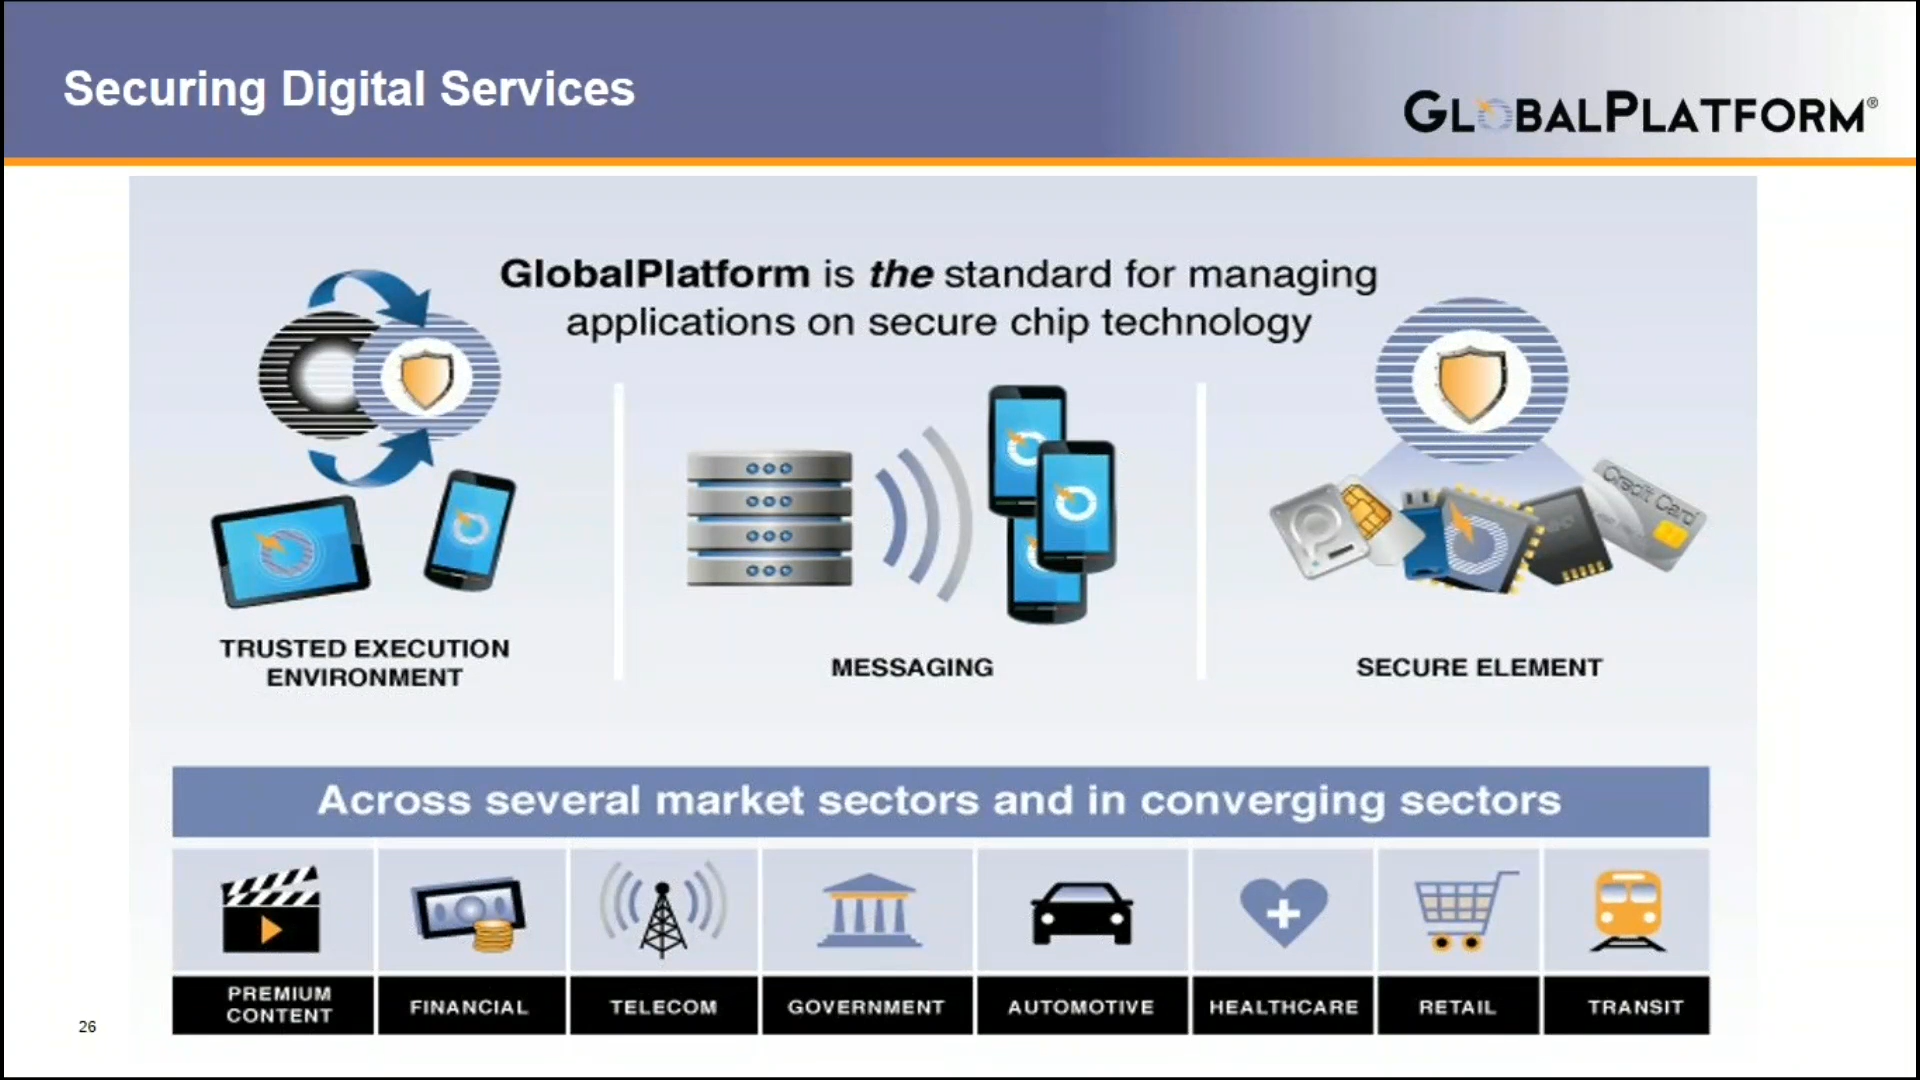 Securing Digital Services
GLOBALPLATFORM®
GlobalPlatform is the standard for managing
applications on secure chip technology
Credit Card
TRUSTED EXECUTION
ENVIRONMENT
MESSAGING
SECURE ELEMENT
Across several market sectors and in converging sectors
PREMIUM
CONTENT
FINANCIAL
TELECOM
GOVERNMENT
AUTOMOTIVE
HEALTHCARE
RETAIL
TRANSIT
26